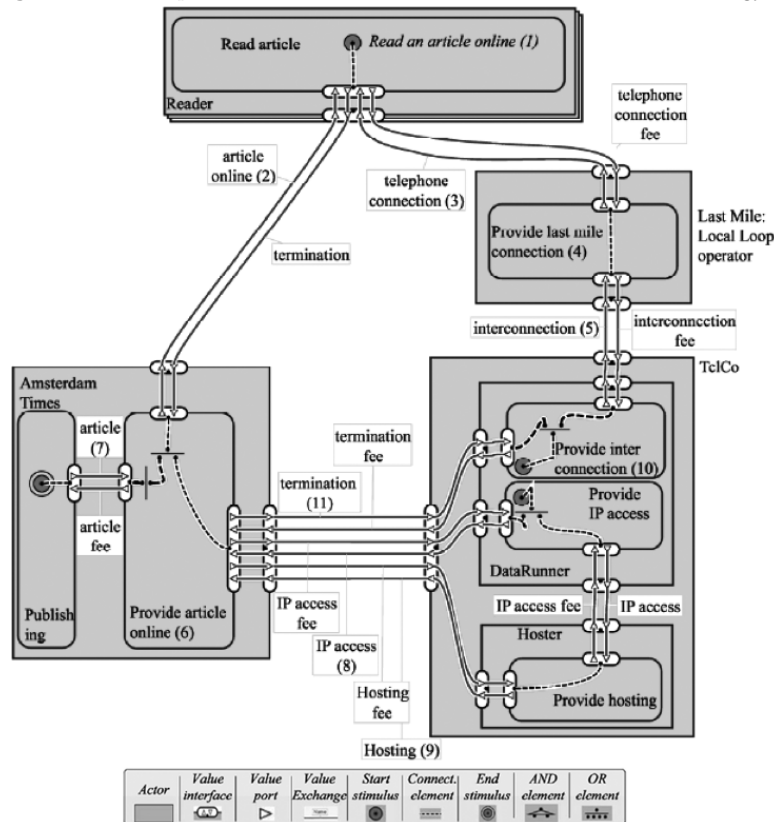 Read article
Read an article online (1)
Reader
article
online (2)
telephone
connection (3)
telephone
connection
fee
termination
Provide last mile
connection (4)
Last Mile:
Local Loop
operator
interconnection (5)
interconnection
fee
TelCo
Amsterdam
Times
article
(7)
article
fee
Publish
ing
Provide article
online (6)
termination
fee
termination
(11)
IP access
fee
IP access
(8)
Hosting
fee
Hosting (9)
Provide inter
connection (10)
Provide
IP access
DataRunner
IP access fee
IP access
Hoster
Provide hosting
Actor
Value
interface
Value
port
Value
Exchange
Start
stimulus
Connect.
element
End
stimulus
AND
element
OR
element